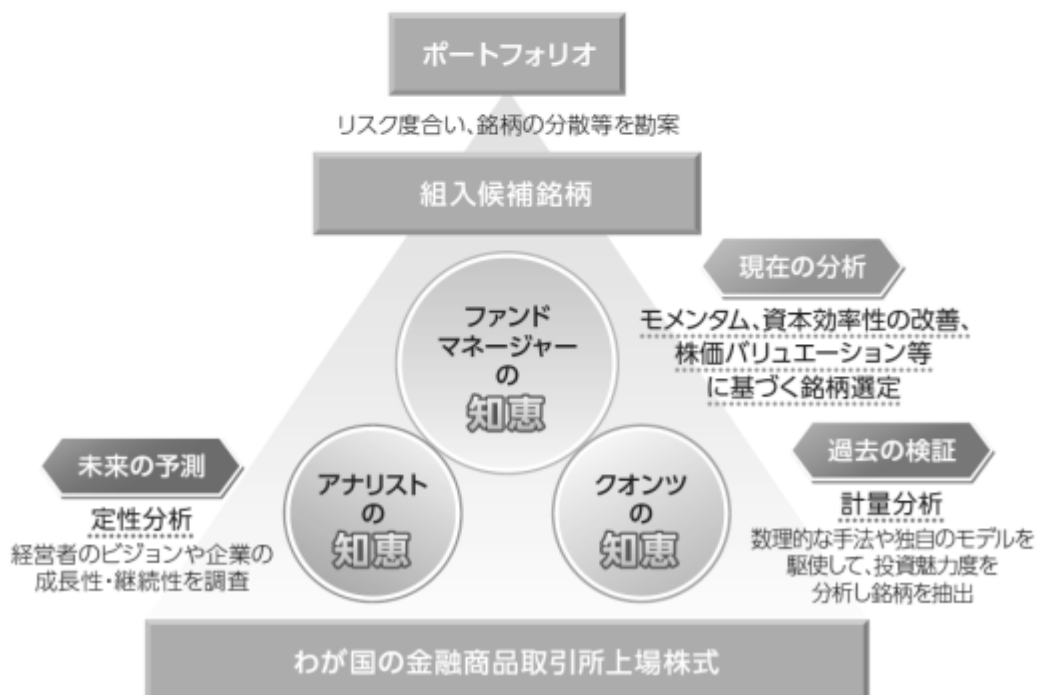 ポートフォリオ
リスク度合い、銘柄の分散等を勘案
組入候補銘柄
現在の分析
モメンタム、資本効率性の改善、
株価バリュエーション等
に基づく銘柄選定
ファンド
マネージャー
の
知恵
未来の予測
定性分析
経営者のビジョンや企業の
成長性・継続性を調査
アナリスト
の
知恵
クオンツ
の
知恵
過去の検証
計量分析
数理的な手法や独自のモデルを
駆使して、投資魅力度を
分析し銘柄を抽出
わが国の金融商品取引所上場株式